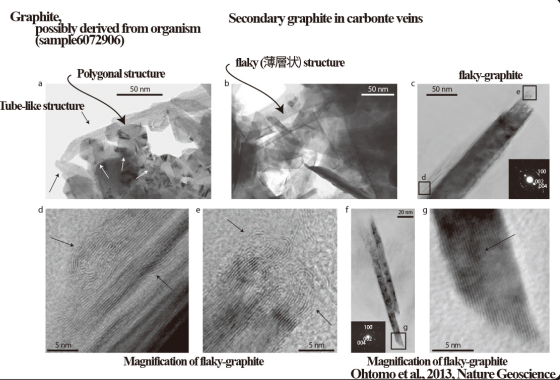 Graphite,
possibly derived from organism
(sample6072906)
Secondary graphite in carbonte veins
Polygonal structure
Tube-like structure
flaky (薄層状) structure
flaky-graphite
a
50 nm
b
50 nm
c
50 nm
e
d
100
002
004
d
5 nm
e
5 nm
f
20 nm
100
004
g
g
5 nm
Magnification of flaky-graphite
Magnification of flaky-graphite
Ohtomo et al., 2013, Nature Geoscience